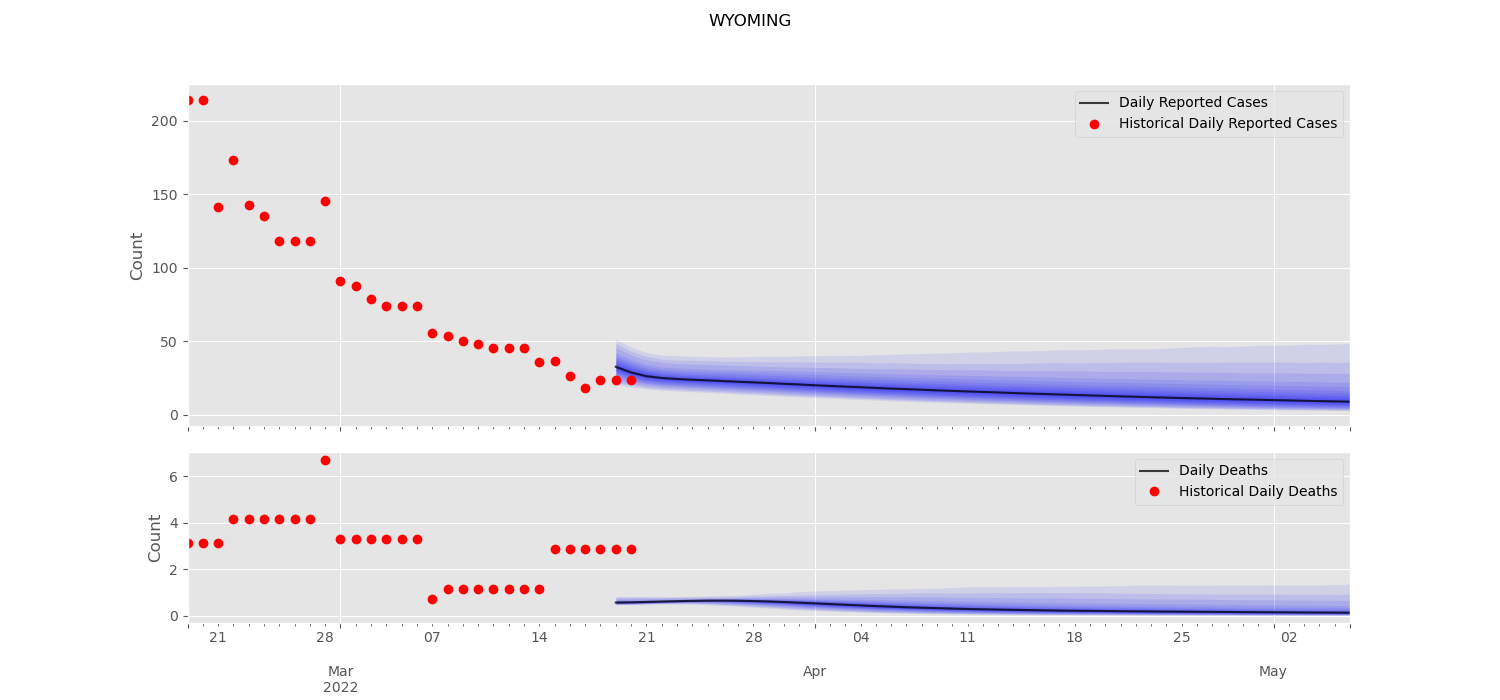 WYOMING
Daily Reported Cases
Historical Daily Reported Cases
Count
200
150
100
50
0
Daily Deaths
Historical Daily Deaths
Count
6
4
2
0
21 28 07 14 21 28 04 11 18 25 02
Mar Apr May
2022